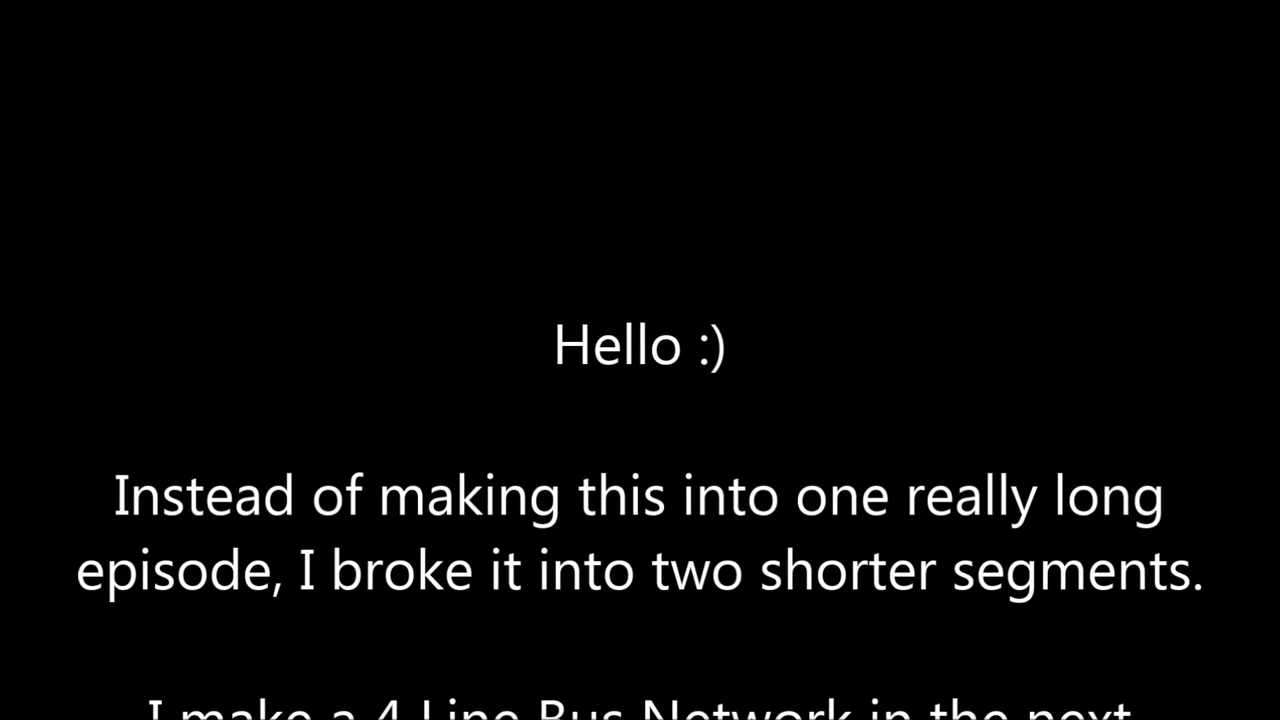 Hello :)
Instead of making this into one really long
episode, I broke it into two shorter segments.
I make a 4 Line Bus Network in the next